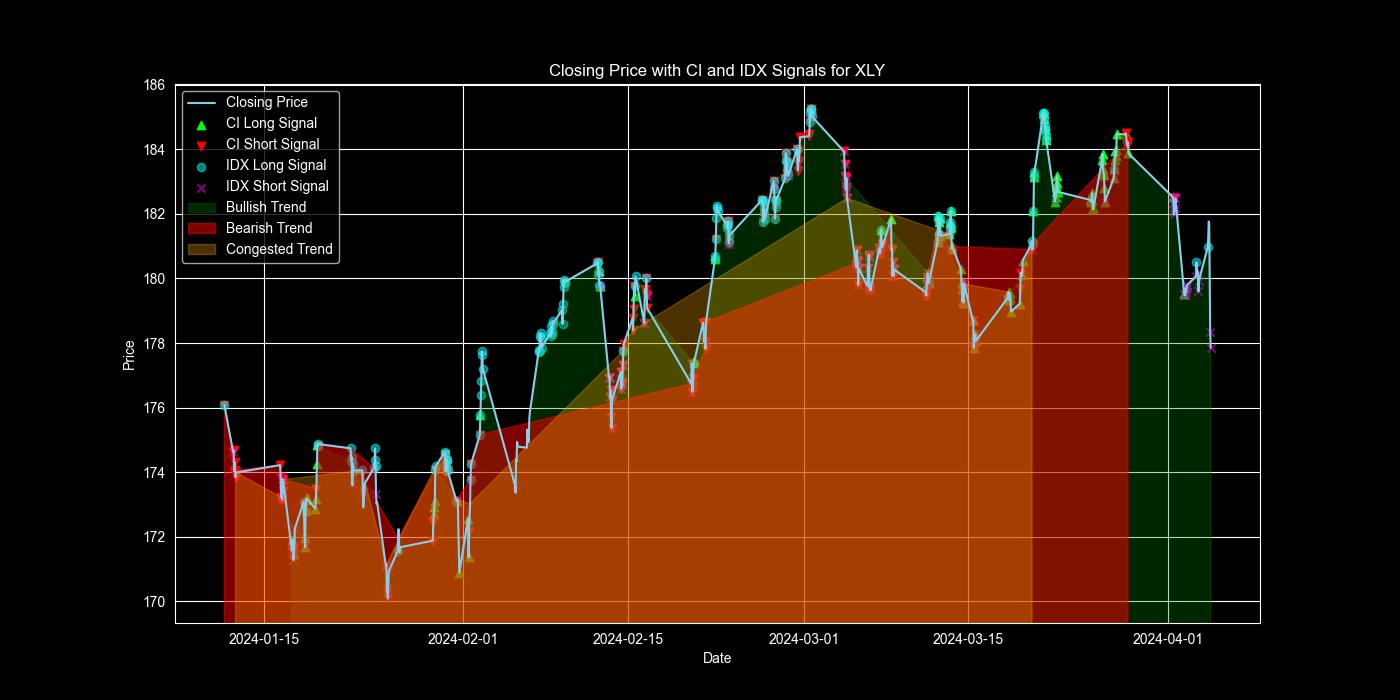 Closing Price with CI and IDX Signals for XLY
186
184
182
180
178
176
174
172
170
Price
Closing Price
CI Long Signal
CI Short Signal
IDX Long Signal
IDX Short Signal
Bullish Trend
Bearish Trend
Congested Trend
2024-01-15
2024-02-01
2024-02-15
2024-03-01
2024-03-15
2024-04-01
Date